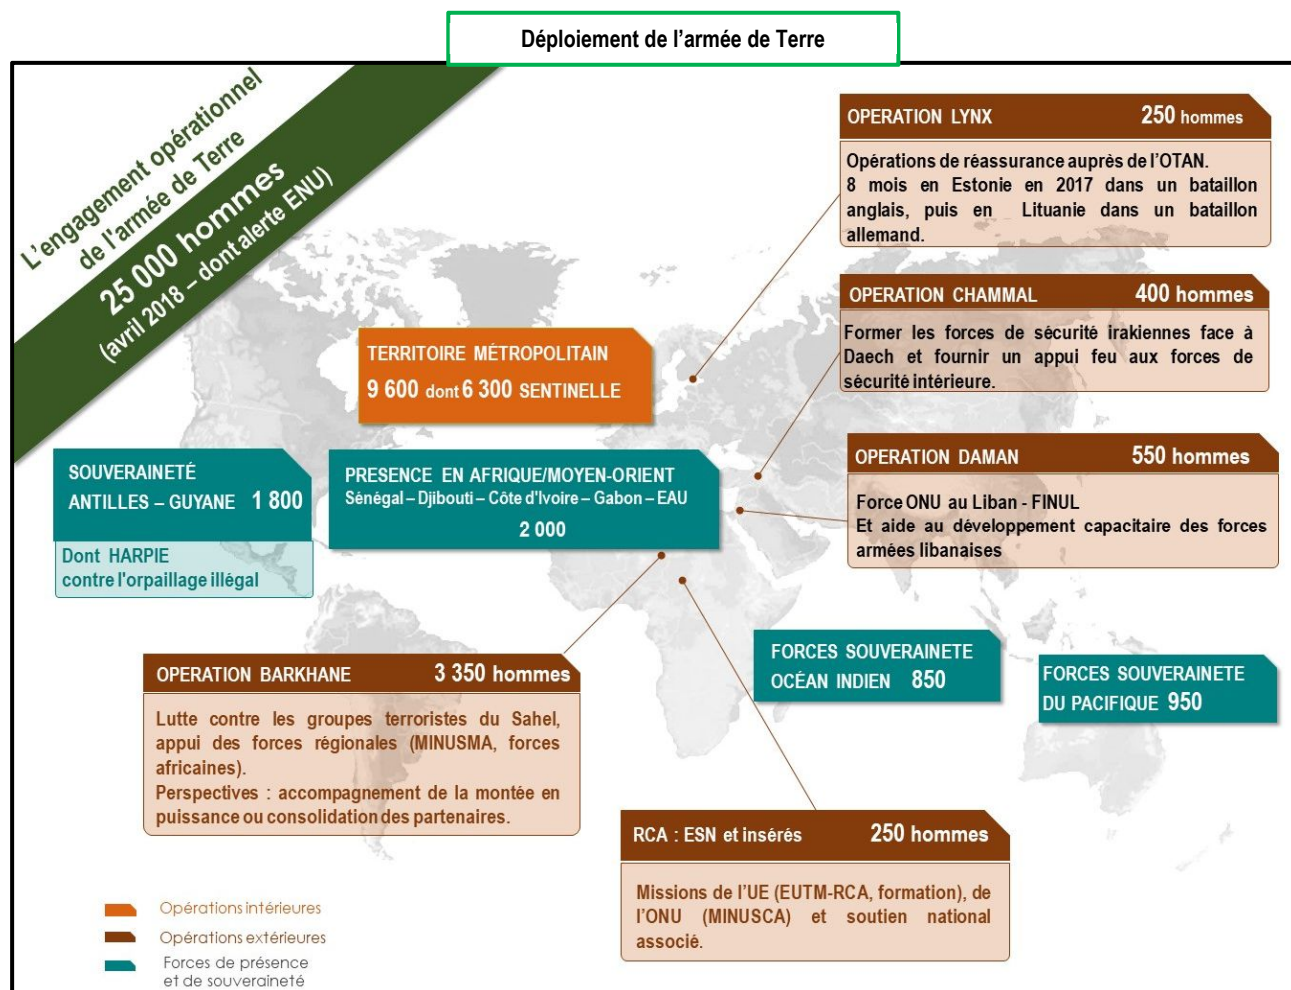 Déploiement de l'armée de Terre
L'engagement opérationnel
de l'armée de Terre
25 000 hommes
(avril 2018 – dont alerte ENU)
OPERATION LYNX 250 hommes
Opérations de réassurance auprès de l'OTAN.
8 mois en Estonie en 2017 dans un bataillon
anglais, puis en Lituanie dans un bataillon
allemand.
OPERATION CHAMMAL 400 hommes
Former les forces de sécurité irakiennes face à
Daech et fournir un appui feu aux forces de
sécurité intérieure.
TERRITOIRE MÉTROPOLITAIN
9 600 dont 6 300 SENTINELLE
SOUVERAINETÉ
ANTILLES – GUYANE 1 800
Dont HARPIE
contre l'orpaillage illégal
PRESENCE EN AFRIQUE/MOYEN-ORIENT
Sénégal – Djibouti – Côte d'Ivoire – Gabon – EAU
2 000
OPERATION DAMAN 550 hommes
Force ONU au Liban - FINUL
Et aide au développement capacitaire des forces
armées libanaises
OPERATION BARKHANE 3 350 hommes
Lutte contre les groupes terroristes du Sahel,
appui des forces régionales (MINUSMA, forces
africaines).
Perspectives : accompagnement de la montée en
puissance ou consolidation des partenaires.
FORCES SOUVERAINETE
OCÉAN INDIEN 850
FORCES SOUVERAINETE
DU PACIFIQUE 950
RCA : ESN et insérés 250 hommes
Missions de l'UE (EUTM-RCA, formation), de
l'ONU (MINUSCA) et soutien national
associé.
Opérations intérieures
Opérations extérieures
Forces de présence
et de souveraineté